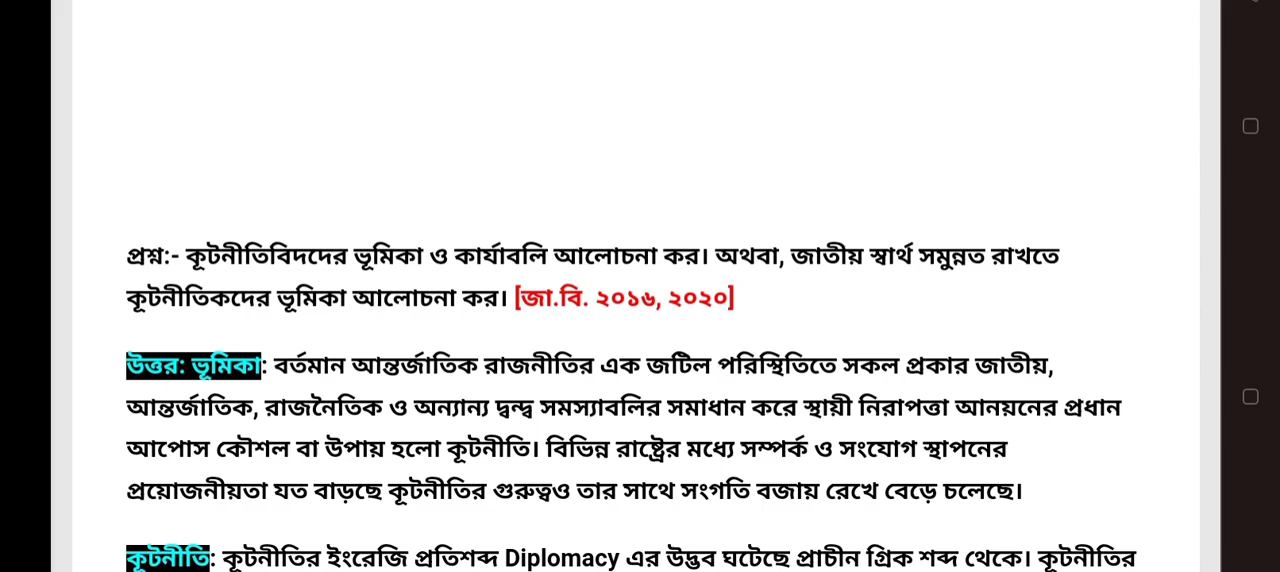 প্রশ্ন:- কূটনীতিবিদদের ভূমিকা ও কার্যাবলি আলোচনা কর। অথবা, জাতীয় স্বার্থ সমুন্নত রাখতে
কূটনীতিকদের ভূমিকা আলোচনা কর। [জা.বি. ২০১৬, ২০২০]
উত্তর: ভূমিকা: বর্তমান আন্তর্জাতিক রাজনীতির এক জটিল পরিস্থিতিতে সকল প্রকার জাতীয়,
আন্তর্জাতিক, রাজনৈতিক ও অন্যান্য দ্বন্দ্ব সমস্যাবলির সমাধান করে স্থায়ী নিরাপত্তা আনয়নের প্রধান
আপোস কৌশল বা উপায় হলো কূটনীতি। বিভিন্ন রাষ্ট্রের মধ্যে সম্পর্ক ও সংযোগ স্থাপনের
প্রয়োজনীয়তা যত বাড়ছে কূটনীতির গুরুত্বও তার সাথে সংগতি বজায় রেখে বেড়ে চলেছে।
কূটনীতি: কূটনীতির ইংরেজি প্রতিশব্দ Diplomacy এর উদ্ভব ঘটেছে প্রাচীন গ্রিক শব্দ থেকে। কূটনীতির